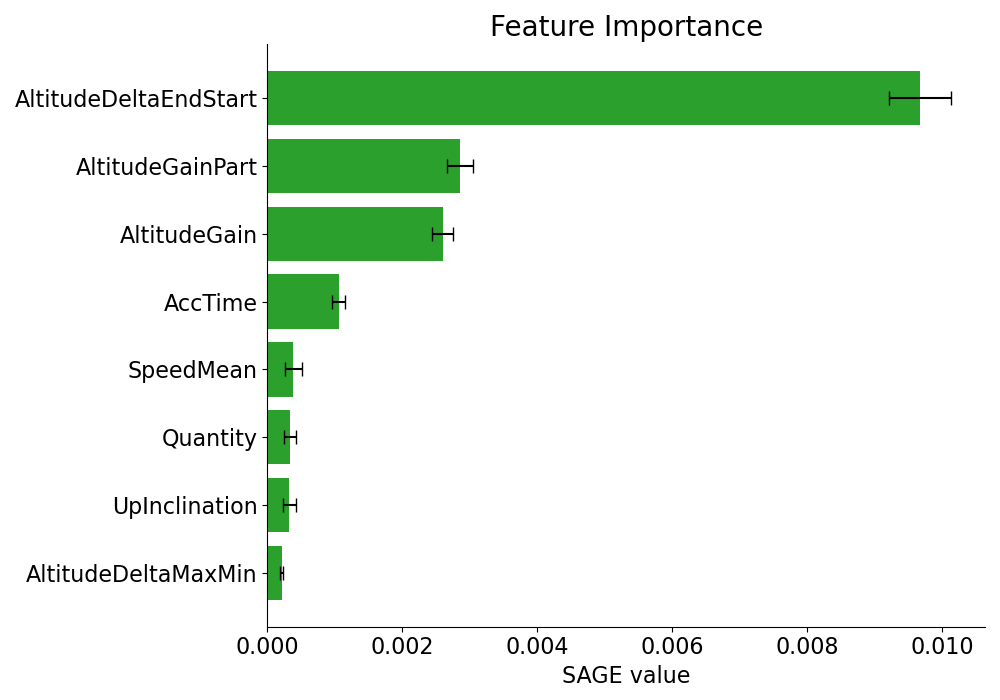 Feature Importance
AltitudeDeltaEndStart
AltitudeGainPart
AltitudeGain
AccTime
SpeedMean
Quantity
UpInclination
AltitudeDeltaMaxMin
0.000 0.002 0.004 0.006 0.008 0.010
SAGE value